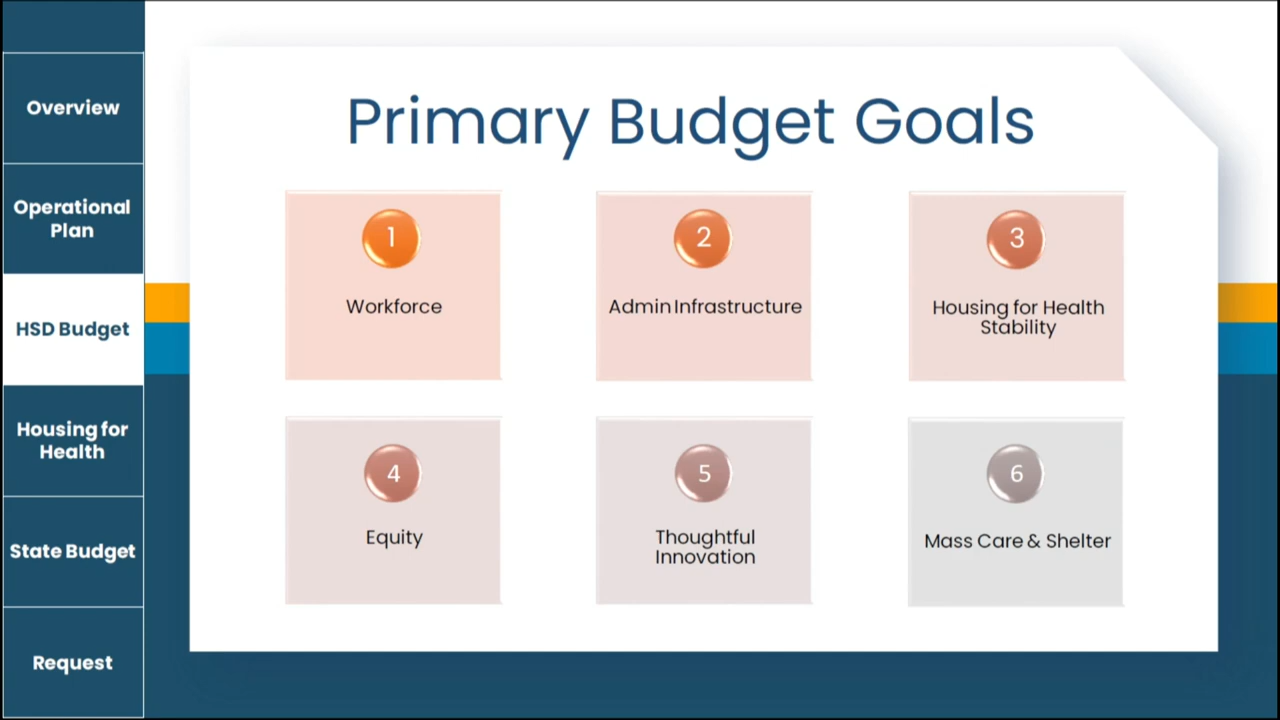 Overview
Operational
Plan
HSD Budget
Housing for
Health
State Budget
Request
Primary Budget Goals
1
Workforce
2
Admin Infrastructure
3
Housing for Health
Stability
4
Equity
5
Thoughtful
Innovation
6
Mass Care & Shelter